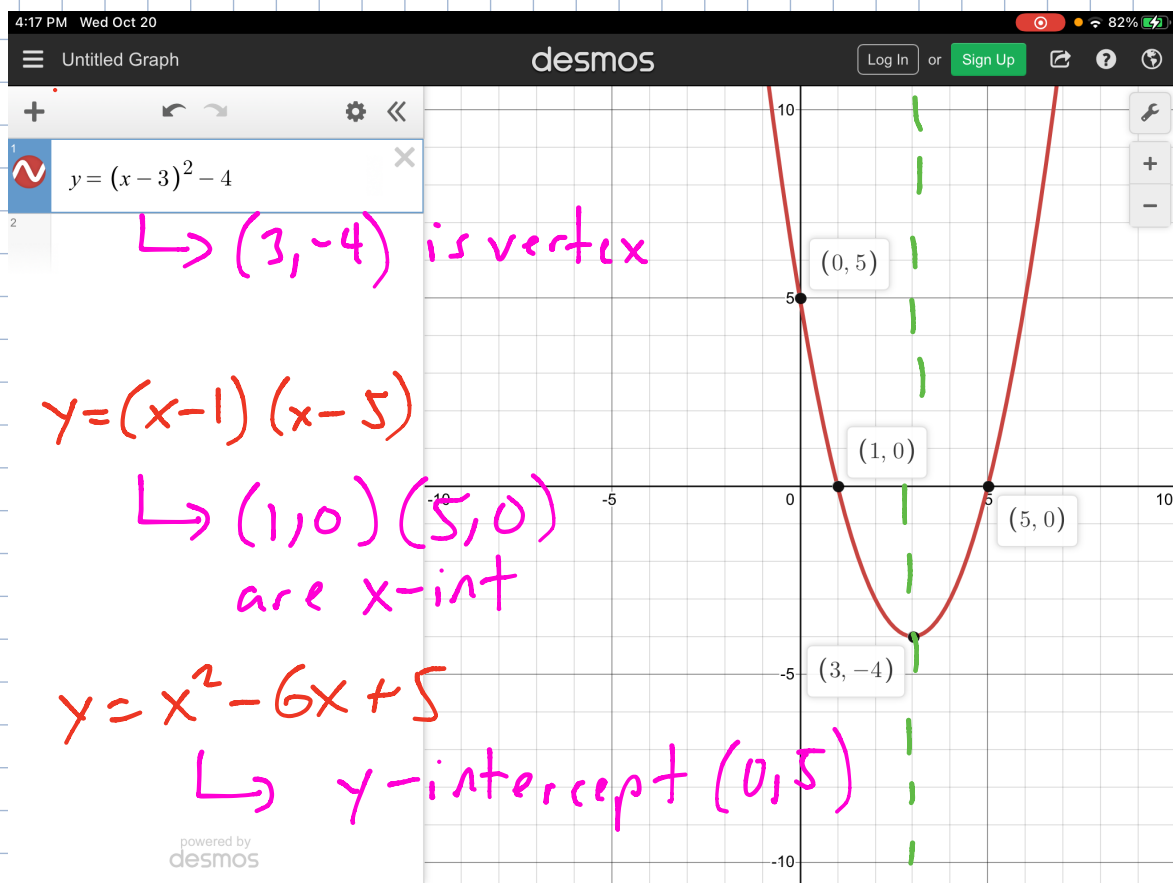 4:17 PM Wed Oct 20 82%
Untitled Graph desmos Log In or Sign Up
1 y = (x − 3)² − 4
2
↳ (3, -4) is vertex
y = (x-1) (x-5)
↳ (1,0) (5,0)
are x-int
y = x² - 6x + 5
↳ y-intercept (0,5)
powered by
desmos
10
(0, 5)
5
(1, 0)
-10 -5 0 5 10
(5, 0)
(3, −4)
-5
-10